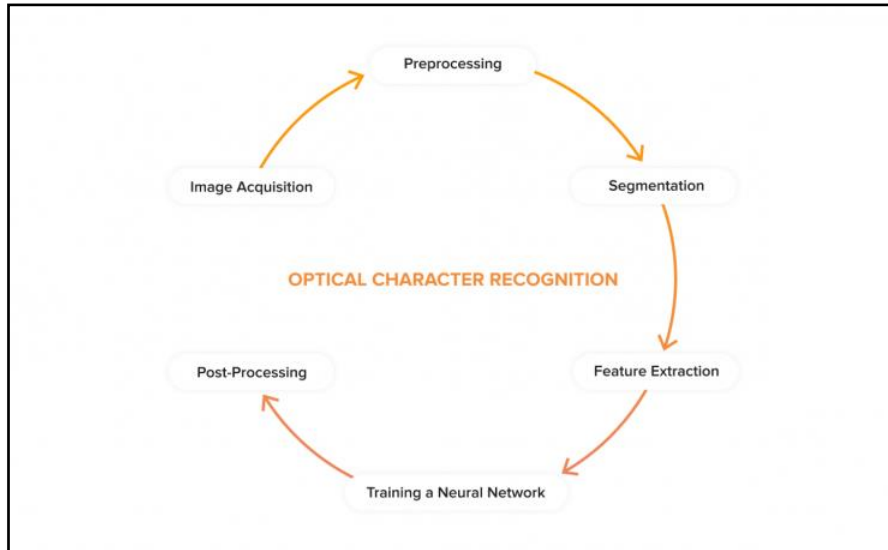 Preprocessing
Image Acquisition
Segmentation
OPTICAL CHARACTER RECOGNITION
Post-Processing
Feature Extraction
Training a Neural Network